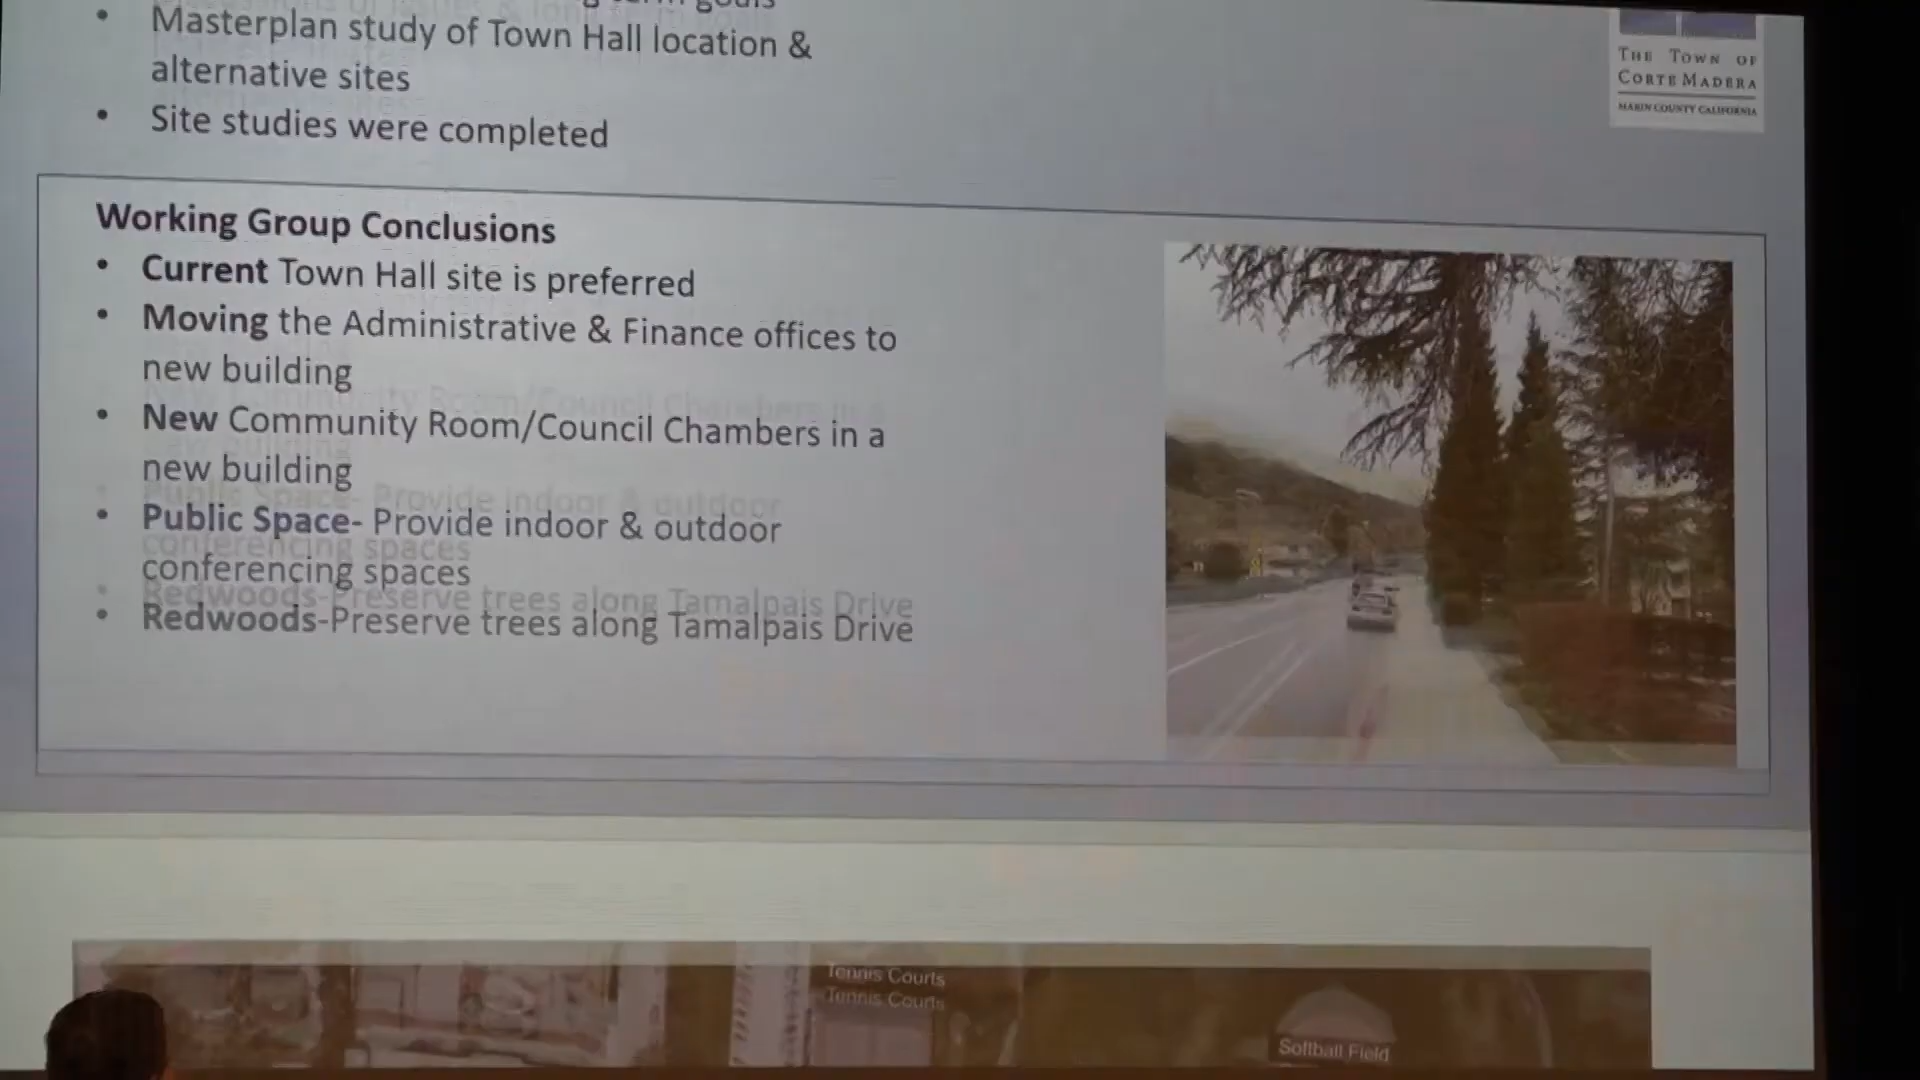 goals
Masterplan study of Town Hall location &
alternative sites
Site studies were completed
THE TOWN OF
CORTE MADERA
MARIN COUNTY CALIFORNIA
Working Group Conclusions
Current Town Hall site is preferred
Moving the Administrative & Finance offices to
new building
New Community Room/Council Chambers in a
new building
Public Space- Provide indoor & outdoor
conferencing spaces
Redwoods-Preserve trees along Tamalpais Drive
Tennis Courts
Softball Field